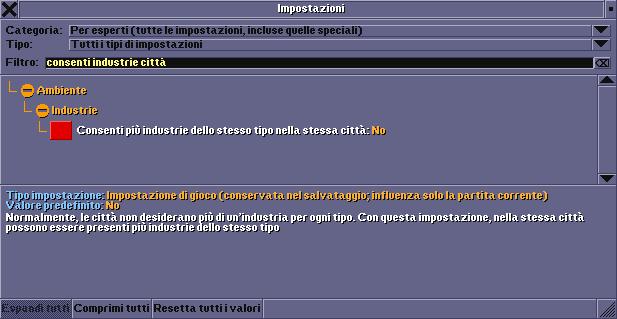 Impostazioni
Categoria: Per esperti (tutte le impostazioni, incluse quelle speciali)
Tipo: Tutti i tipi di impostazioni
Filtro: consenti industrie città
Ambiente
Industrie
Consenti più industrie dello stesso tipo nella stessa città: No
Tipo impostazione: Impostazione di gioco (conservata nel salvataggio; influenza solo la partita corrente)
Valore predefinito: No
Normalmente, le città non desiderano più di un'industria per ogni tipo. Con questa impostazione, nella stessa città
possono essere presenti più industrie dello stesso tipo
Espandi tutti Comprimi tutti Resetta tutti i valori